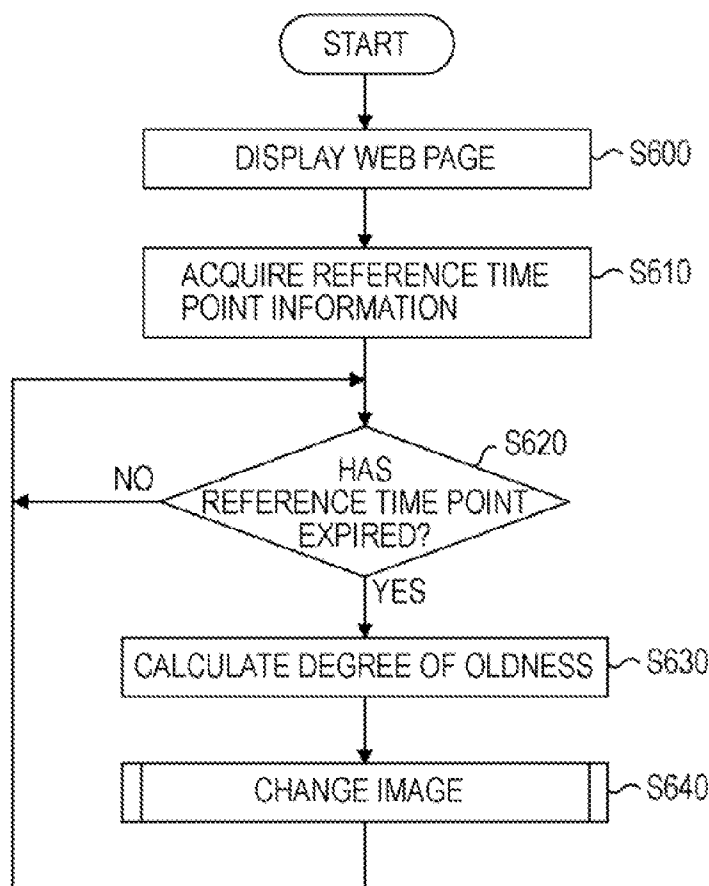 START
DISPLAY WEB PAGE
S600
ACQUIRE REFERENCE TIME
POINT INFORMATION
S610
S620
HAS
REFERENCE TIME POINT
EXPIRED?
NO
YES
CALCULATE DEGREE OF OLDNESS
S630
CHANGE IMAGE
S640